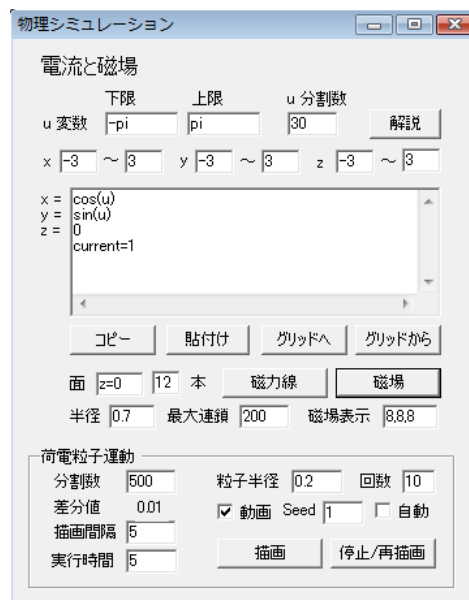 物理シミュレーション
電流と磁場
下限 上限 u 分割数
u 変数 -pi pi 30 解説
x -3 ～ 3 y -3 ～ 3 z -3 ～ 3
x = cos(u)
y = sin(u)
z = 0
current=1
コピー 貼付け グリッドへ グリッドから
面 z=0 12 本 磁力線 磁場
半径 0.7 最大連鎖 200 磁場表示 8,8,8
荷電粒子運動
分割数 500 粒子半径 0.2 回数 10
差分値 0.01 動画 Seed 1 自動
描画間隔 5
実行時間 5 描画 停止/再描画